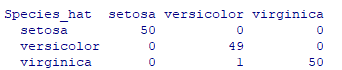 Species_hat setosa versicolor virginica
setosa 50 0 0
versicolor 0 49 0
virginica 0 1 50